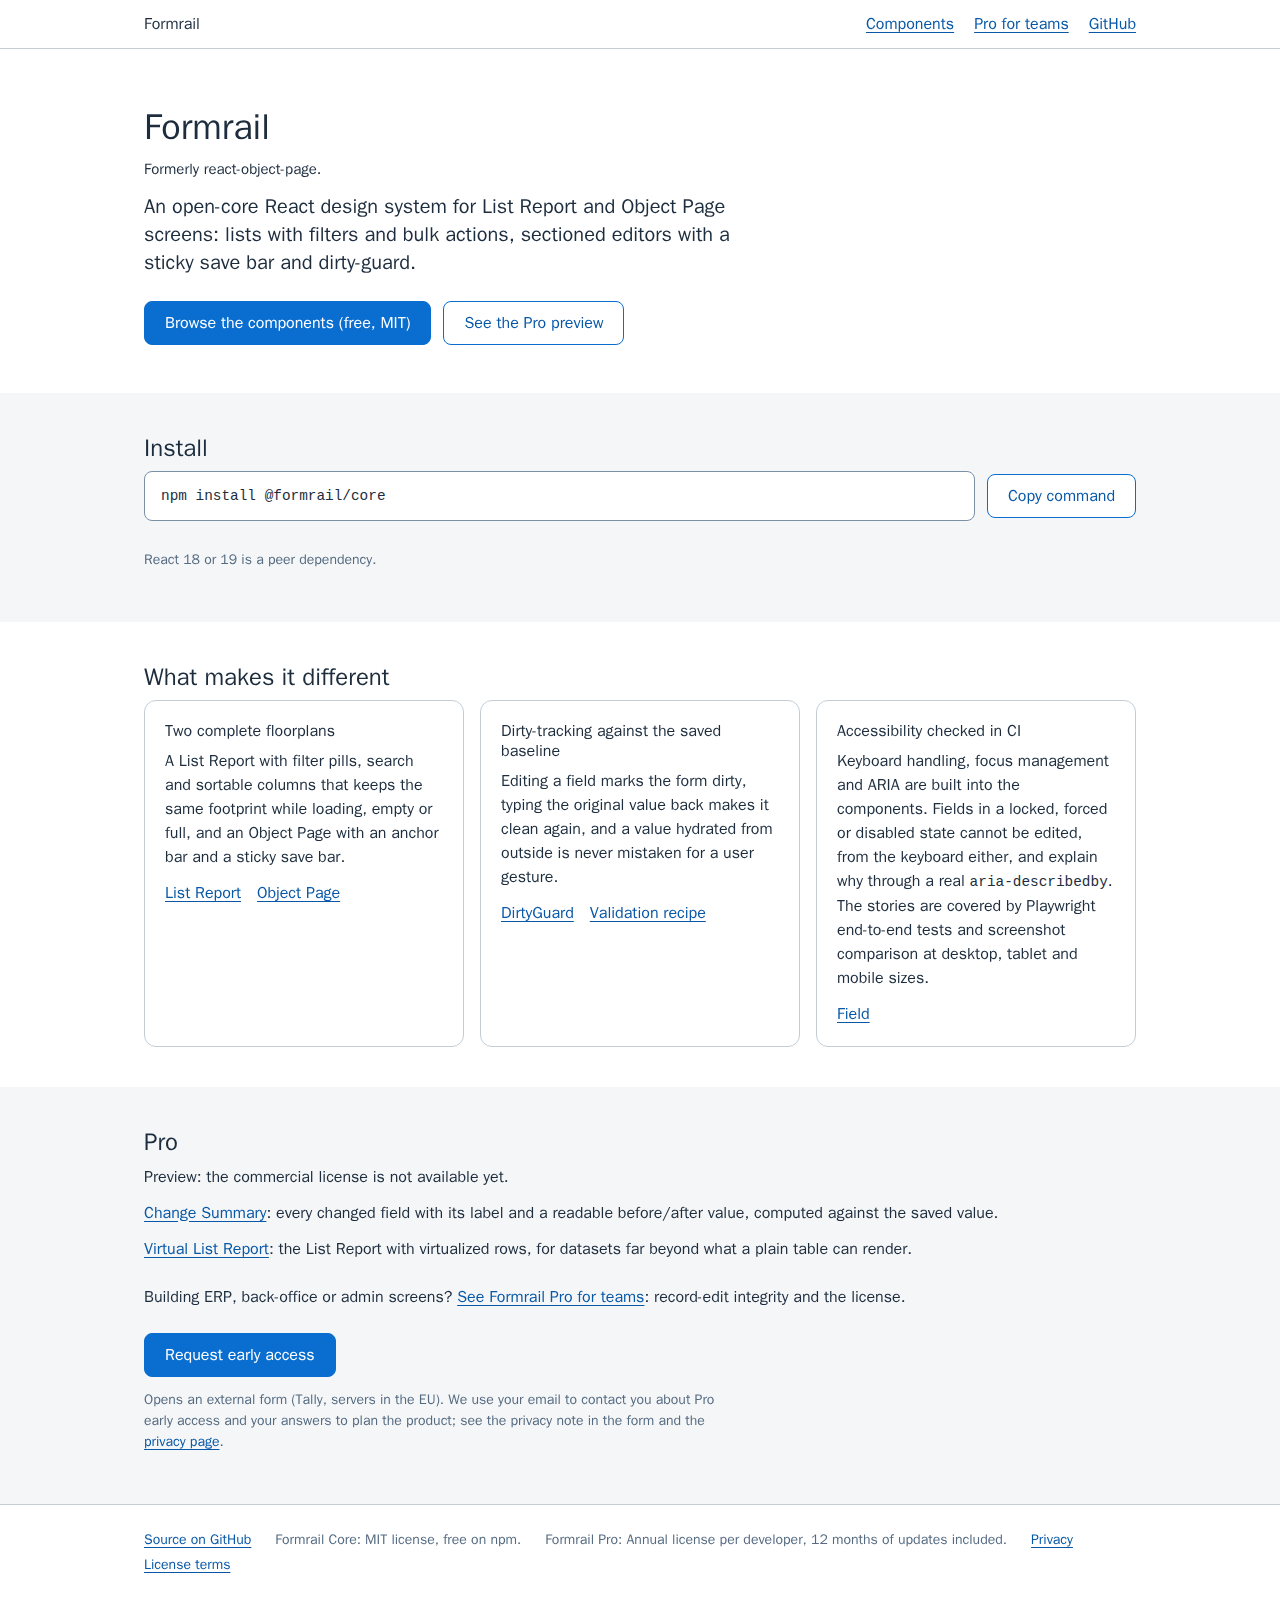 Formrail
Components
Pro for teams
GitHub
Formrail
Formerly react-object-page.
An open-core React design system for List Report and Object Page
screens: lists with filters and bulk actions, sectioned editors with a
sticky save bar and dirty-guard.
Browse the components (free, MIT)
See the Pro preview
Install
npm install @formrail/core
Copy command
React 18 or 19 is a peer dependency.
What makes it different
Two complete floorplans
A List Report with filter pills, search
and sortable columns that keeps the
same footprint while loading, empty or
full, and an Object Page with an anchor
bar and a sticky save bar.
List Report Object Page
Dirty-tracking against the saved
baseline
Editing a field marks the form dirty,
typing the original value back makes it
clean again, and a value hydrated from
outside is never mistaken for a user
gesture.
DirtyGuard Validation recipe
Accessibility checked in CI
Keyboard handling, focus management
and ARIA are built into the
components. Fields in a locked, forced
or disabled state cannot be edited,
from the keyboard either, and explain
why through a real aria-describedby.
The stories are covered by Playwright
end-to-end tests and screenshot
comparison at desktop, tablet and
mobile sizes.
Field
Pro
Preview: the commercial license is not available yet.
Change Summary: every changed field with its label and a readable before/after value, computed against the saved value.
Virtual List Report: the List Report with virtualized rows, for datasets far beyond what a plain table can render.
Building ERP, back-office or admin screens? See Formrail Pro for teams: record-edit integrity and the license.
Request early access
Opens an external form (Tally, servers in the EU). We use your email to contact you about Pro
early access and your answers to plan the product; see the privacy note in the form and the
privacy page.
Source on GitHub Formrail Core: MIT license, free on npm. Formrail Pro: Annual license per developer, 12 months of updates included. Privacy
License terms